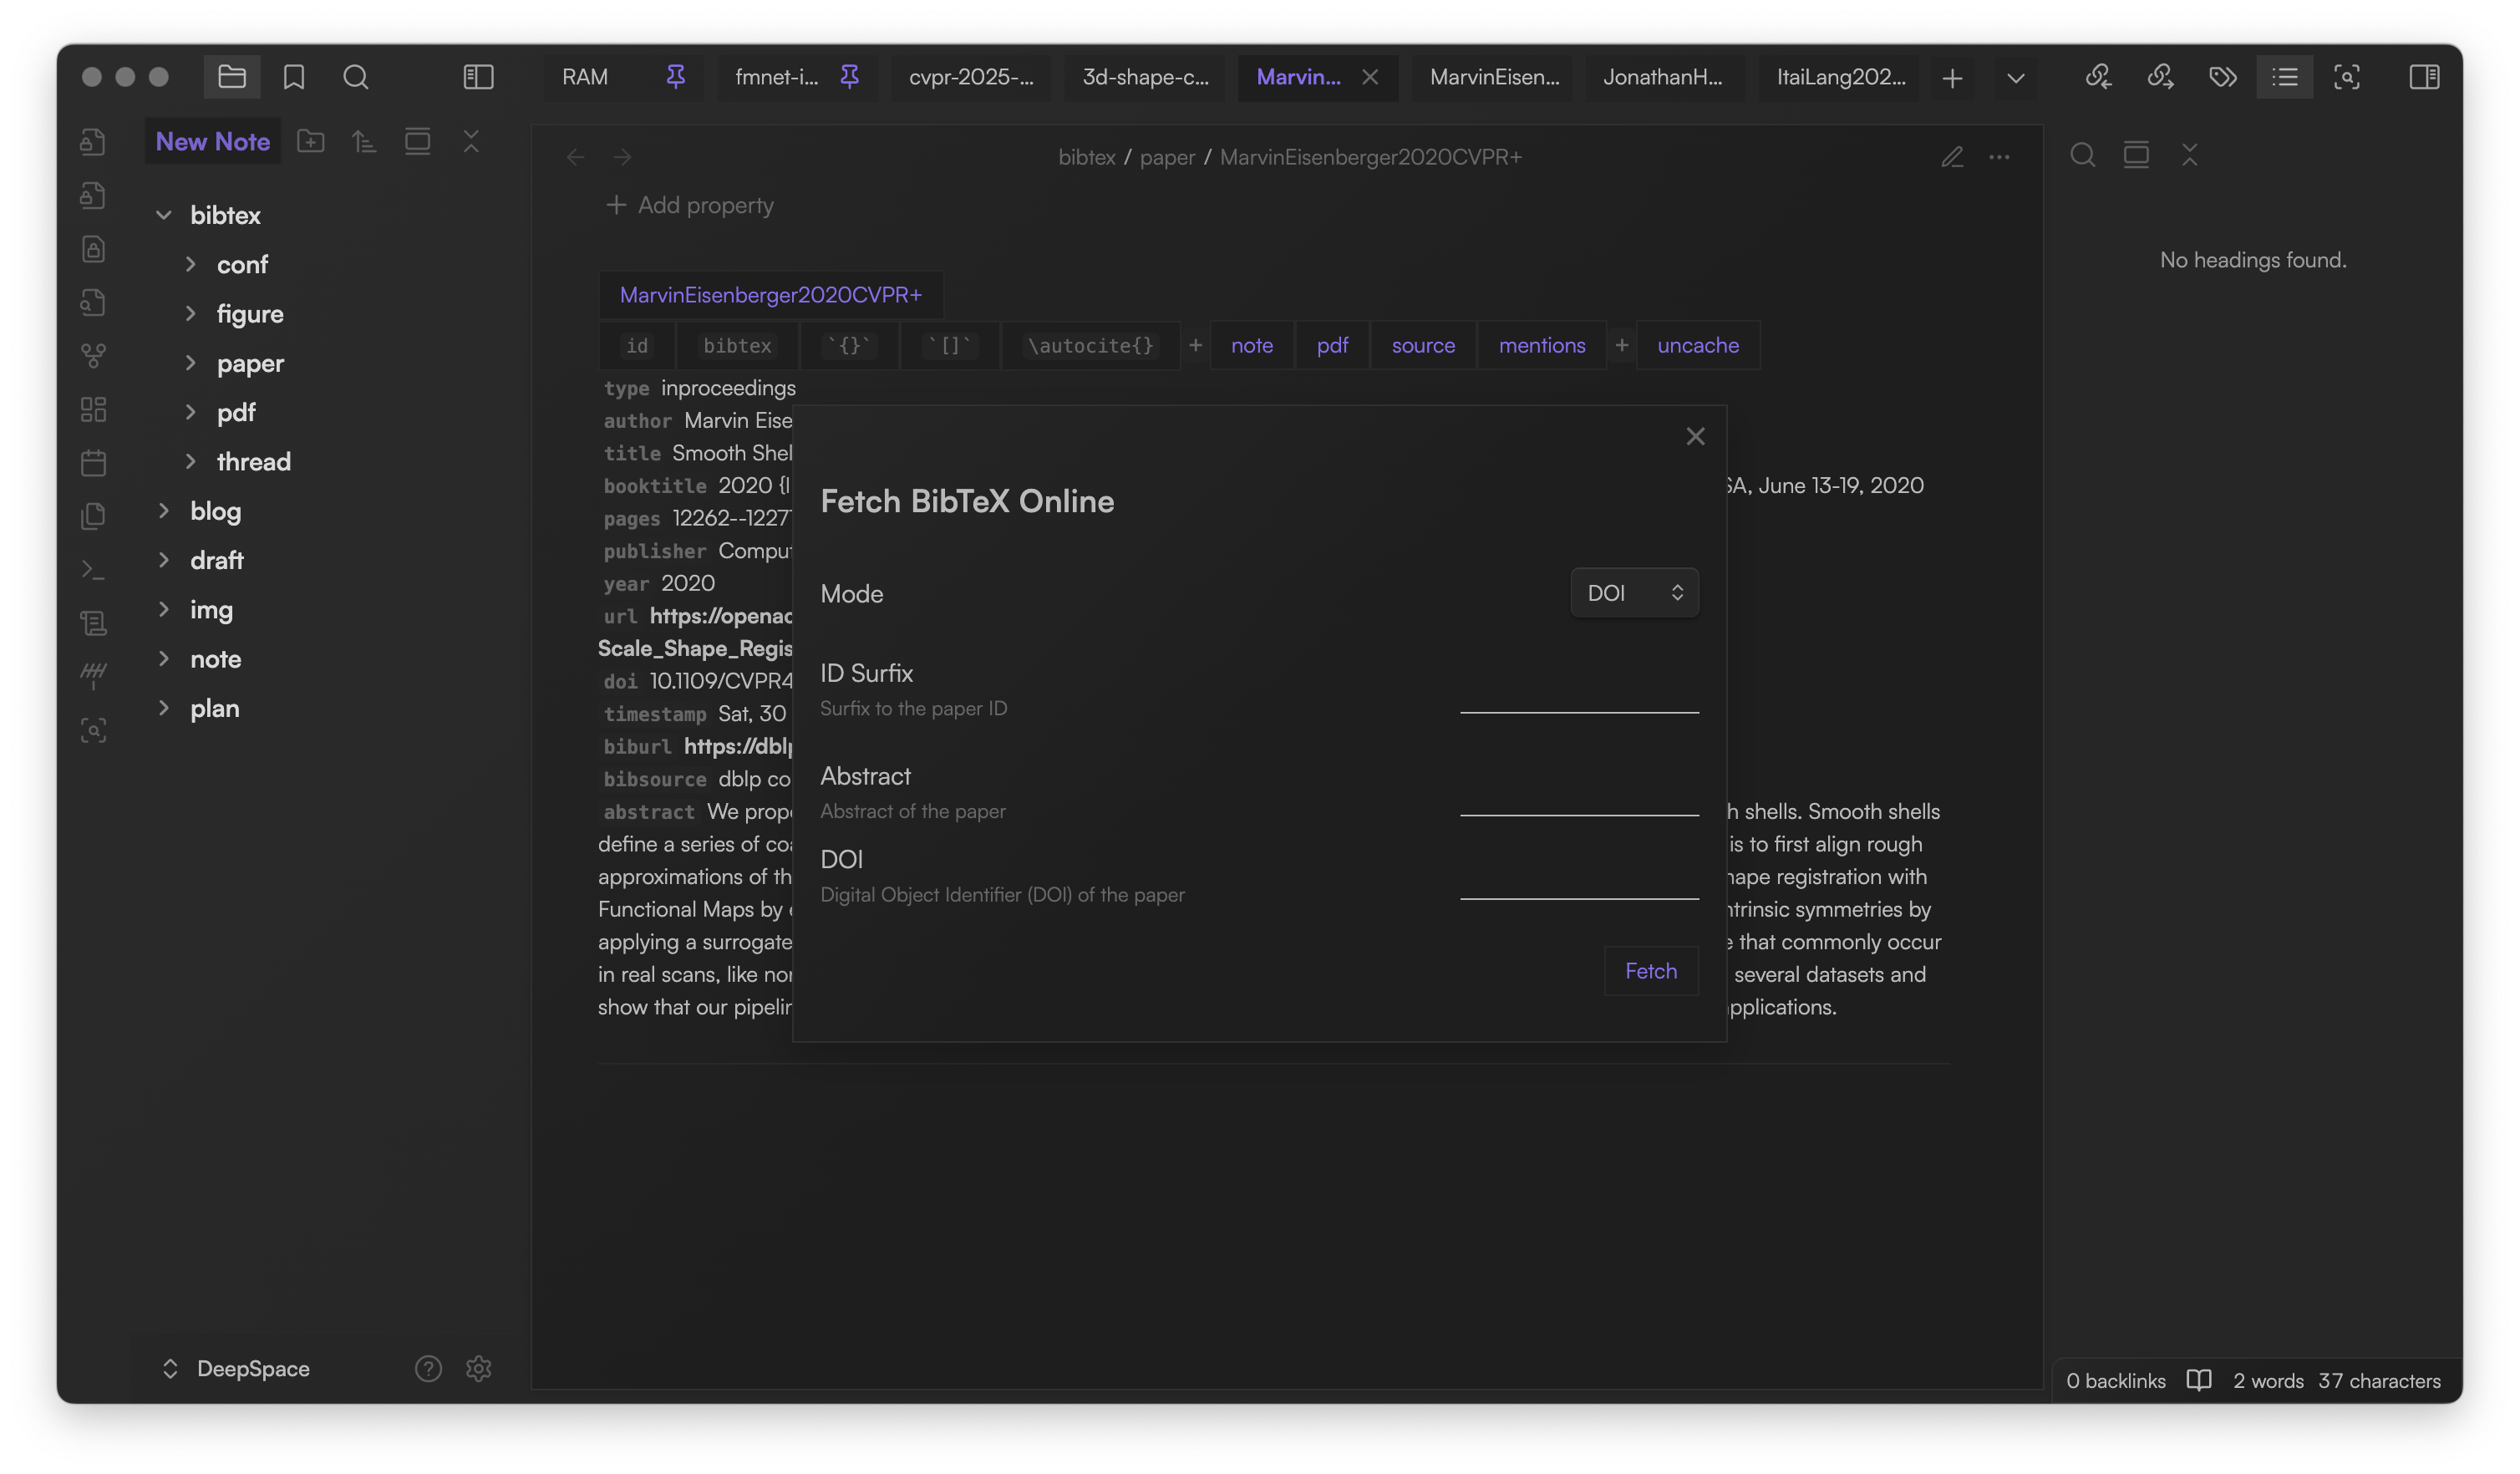 RAM
fmnet-i...
cvpr-2025-...
3d-shape-c...
Marvin...
MarvinEisen...
JonathanH...
ItaiLang202...
New Note
bibtex
conf
figure
paper
pdf
thread
blog
draft
img
note
plan
DeepSpace
bibtex / paper / MarvinEisenberger2020CVPR+
Add property
MarvinEisenberger2020CVPR+
id bibtex `{}` `[]` \autocite{} + note pdf source mentions + uncache
type inproceedings
author Marvin Eise
title Smooth Shel
booktitle 2020 {I SA, June 13-19, 2020
pages 12262--1227
publisher Comput
year 2020
url https://openac
Scale_Shape_Regis
doi 10.1109/CVPR4
timestamp Sat, 30
biburl https://dblp
bibsource dblp co
abstract We prope h shells. Smooth shells
define a series of coa is to first align rough
approximations of th hape registration with
Functional Maps by ntrinsic symmetries by
applying a surrogate e that commonly occur
in real scans, like nor several datasets and
show that our pipelin pplications.
Fetch BibTeX Online
Mode
DOI
ID Surfix
Surfix to the paper ID
Abstract
Abstract of the paper
DOI
Digital Object Identifier (DOI) of the paper
Fetch
No headings found.
0 backlinks 2 words 37 characters